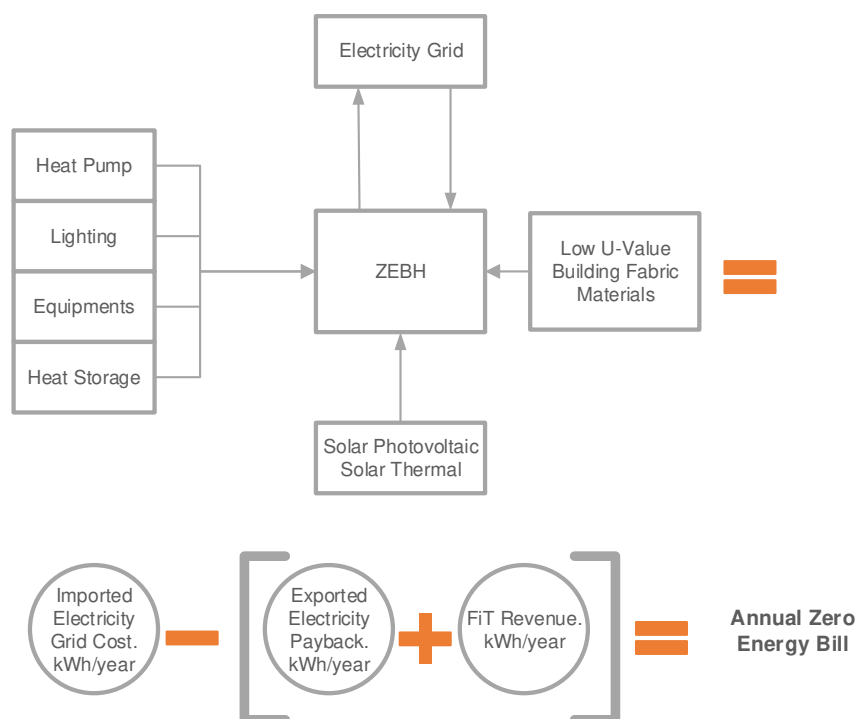 Electricity Grid
Heat Pump
Lighting
Equipments
Heat Storage
ZEBH
Low U-Value
Building Fabric
Materials
Solar Photovoltaic
Solar Thermal
Imported
Electricity
Grid Cost.
kWh/year
Exported
Electricity
Payback.
kWh/year
FiT Revenue.
kWh/year
Annual Zero
Energy Bill